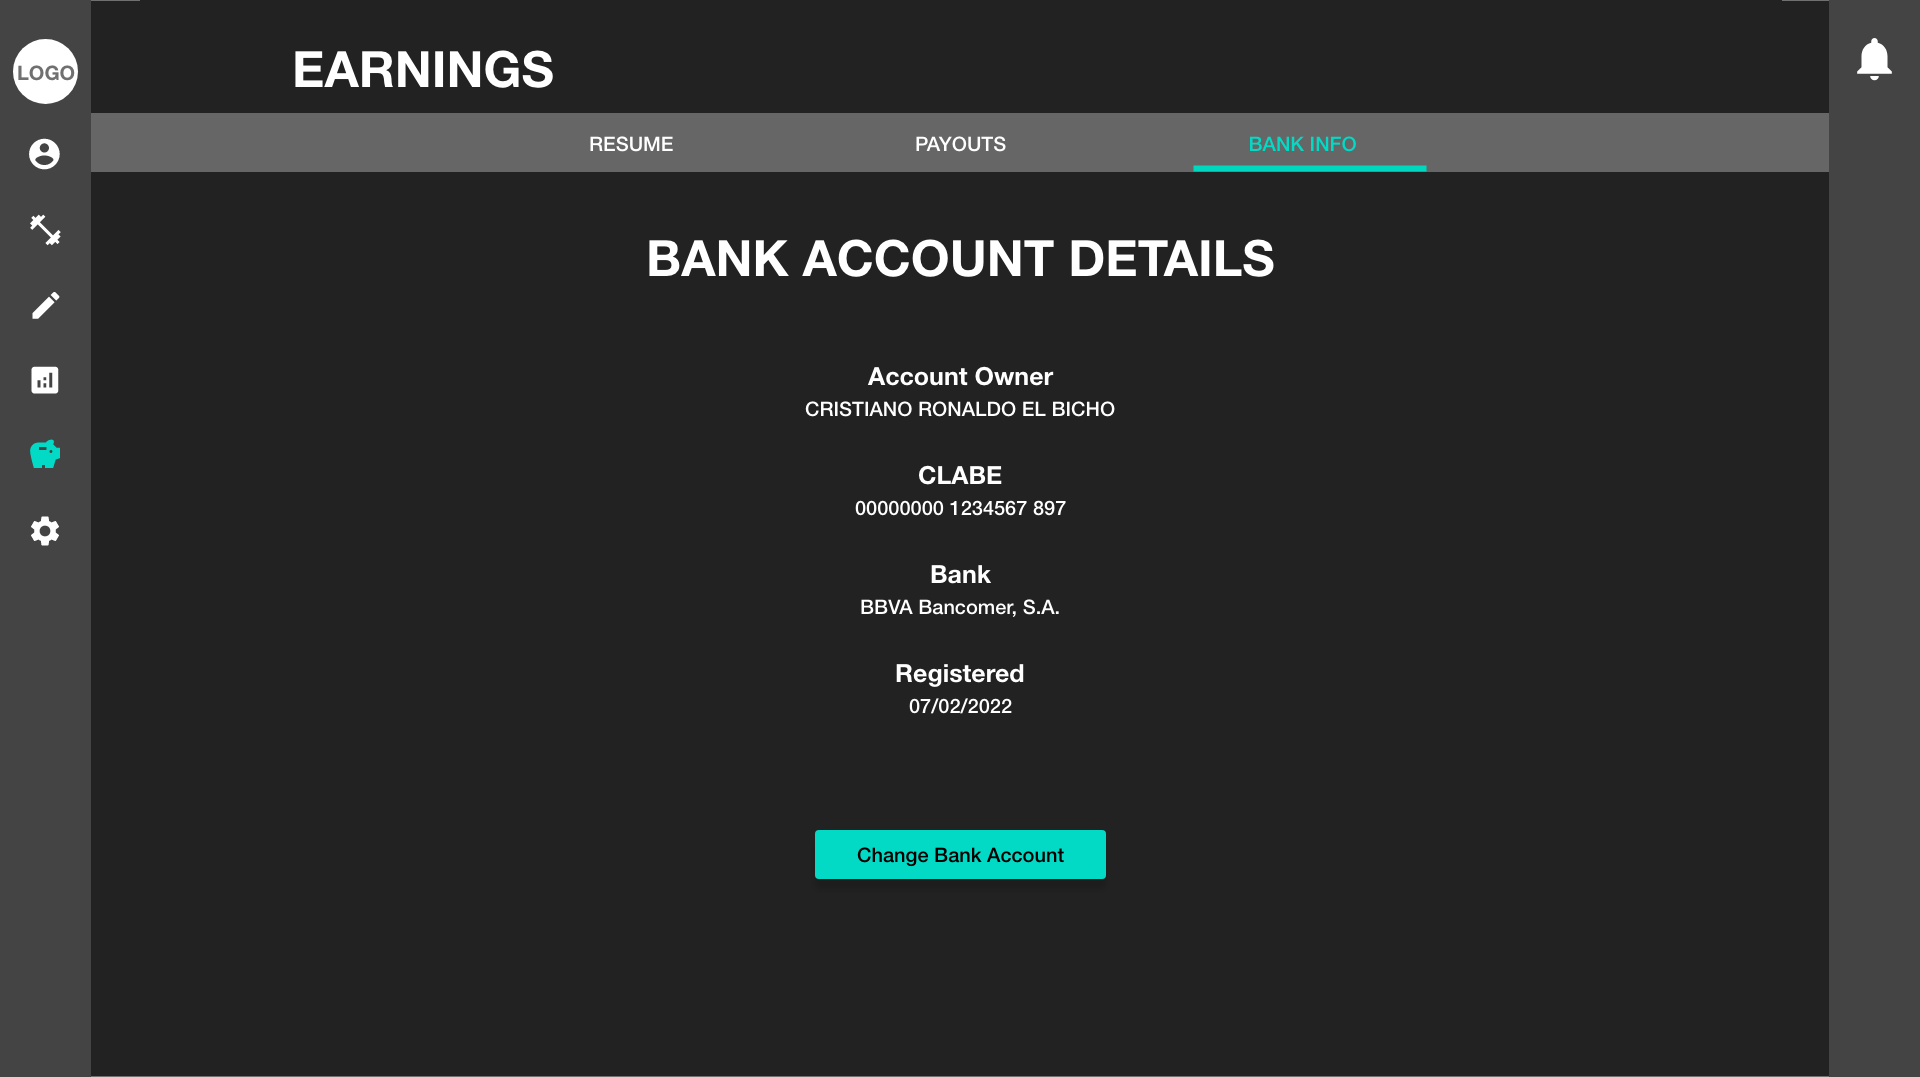 LOGO
EARNINGS
RESUME
PAYOUTS
BANK INFO
BANK ACCOUNT DETAILS
Account Owner
CRISTIANO RONALDO EL BICHO
CLABE
00000000 1234567 897
Bank
BBVA Bancomer, S.A.
Registered
07/02/2022
Change Bank Account